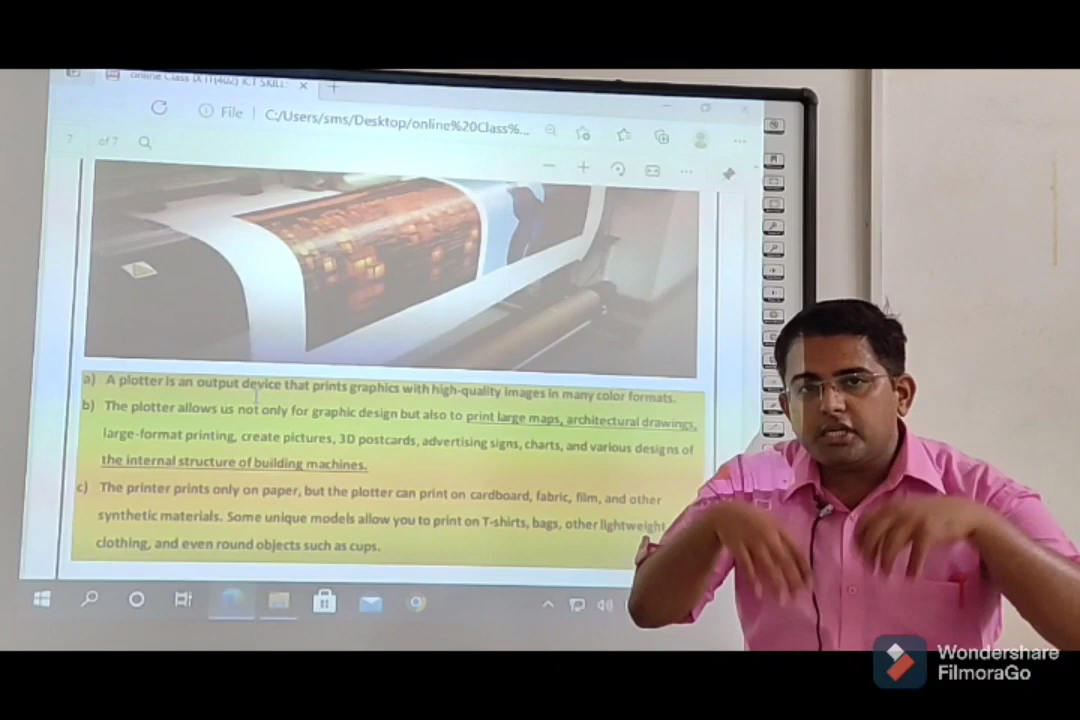 online Class IX IT(402) ICT SKILL
File
C:/Users/sms/Desktop/online%20Class%...
7 of 7
a) A plotter is an output device that prints graphics with high-quality images in many color formats.
b) The plotter allows us not only for graphic design but also to print large maps, architectural drawings,
large-format printing, create pictures, 3D postcards, advertising signs, charts, and various designs of
the internal structure of building machines.
c) The printer prints only on paper, but the plotter can print on cardboard, fabric, film, and other
synthetic materials. Some unique models allow you to print on T-shirts, bags, other lightweight
clothing, and even round objects such as cups.
Wondershare
FilmoraGo